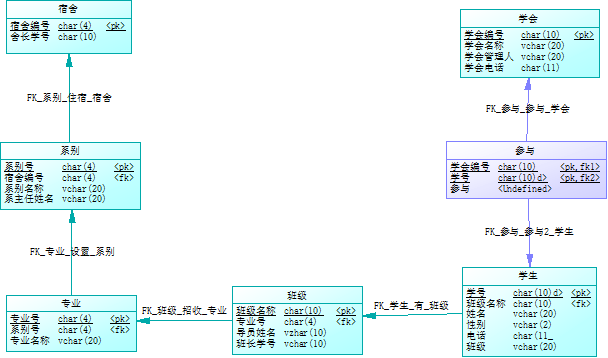 宿舍
宿舍编号 char(4) <pk>
舍长学号 char(10)
学会
学会编号 char(10) <pk>
学会名称 vchar(20)
学会管理人 vchar(20)
学会电话 char(11)
FK_系别_住宿_宿舍
FK_参与_参与_学会
系别
系别号 char(4) <pk>
宿舍编号 char(4) <fk>
系别名称 vchar(20)
系主任姓名 vchar(20)
参与
学会编号 char(10) <pk,fk1>
学号 char(10)d> <pk,fk2>
参与 <Undefined>
FK_专业_设置_系别
FK_参与_参与2_学生
专业
专业号 char(4) <pk>
系别号 char(4) <fk>
专业名称 vchar(20)
FK_班级_招收_专业
班级
班级名称 char(10) <pk>
专业号 char(4) <fk>
导员姓名 vzhar(10)
班长学号 vchar(10)
FK_学生_有_班级
学生
学号 char(10)d> <pk>
班级名称 char(10) <fk>
姓名 vchar(20)
性别 vchar(2)
电话 char(11_
班级 vchar(20)